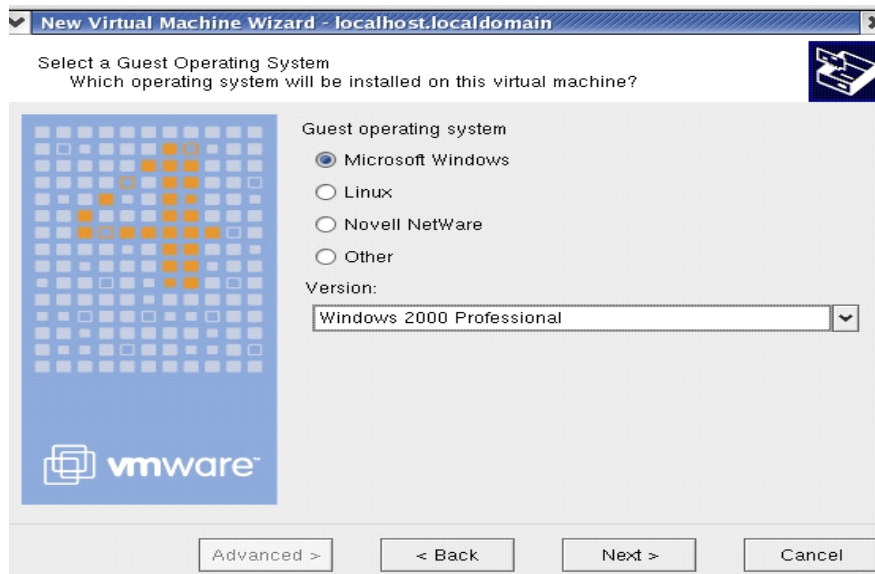 New Virtual Machine Wizard - localhost.localdomain
Select a Guest Operating System
Which operating system will be installed on this virtual machine?
Guest operating system
Microsoft Windows
Linux
Novell NetWare
Other
Version:
Windows 2000 Professional
vmware
Advanced >
< Back
Next >
Cancel